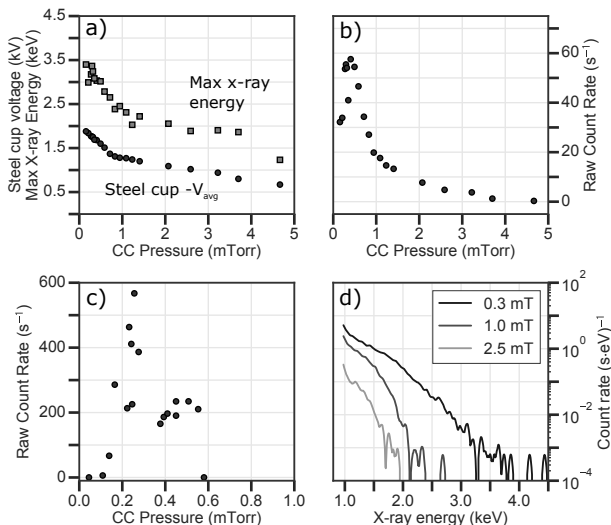 a)
Steel cup voltage (kV)
Max X-ray Energy (keV)
4.5
3.5
2.5
1.5
0.5
Max x-ray
energy
Steel cup -Vavg
0 1 2 3 4 5
CC Pressure (mTorr)
b)
60
40
20
0
Raw Count Rate (s⁻¹)
0 1 2 3 4 5
CC Pressure (mTorr)
c)
Raw Count Rate (s⁻¹)
600
400
200
0
0.0 0.2 0.4 0.6 0.8 1.0
CC Pressure (mTorr)
d)
0.3 mT
1.0 mT
2.5 mT
10²
10⁰
10⁻²
10⁻⁴
Count rate (s·eV)⁻¹
1.0 2.0 3.0 4.0
X-ray energy (keV)